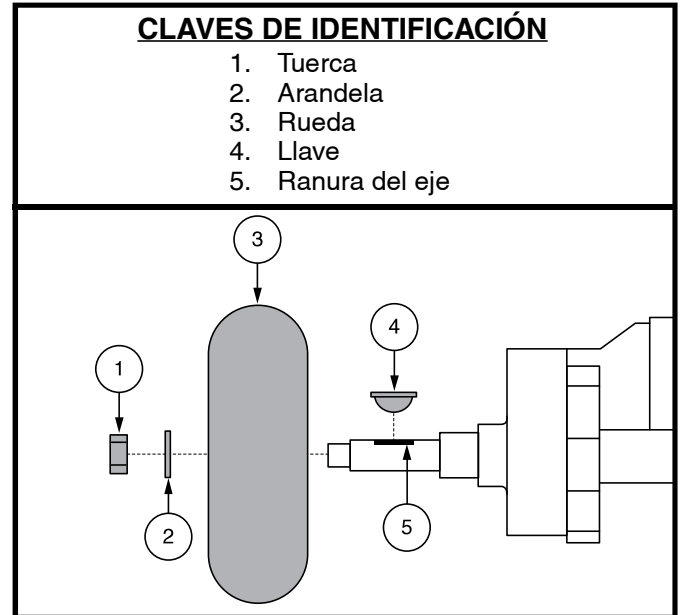 CLAVES DE IDENTIFICACIÓN
1. Tuerca
2. Arandela
3. Rueda
4. Llave
5. Ranura del eje
3
4
1
2
5